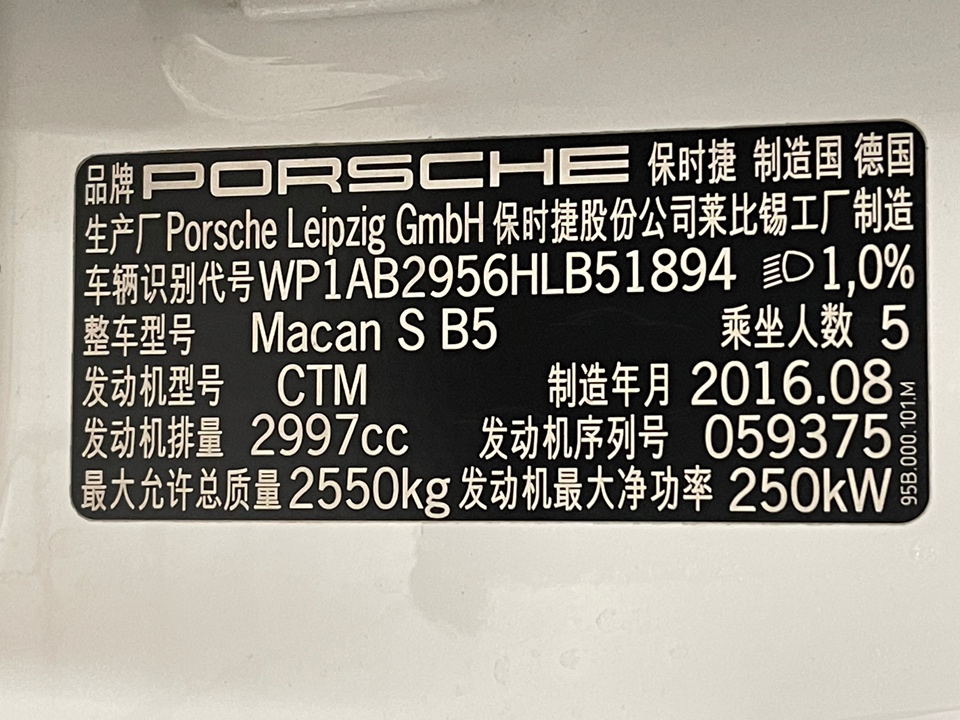 品牌 PORSCHE 保时捷 制造国 德国
生产厂 Porsche Leipzig GmbH 保时捷股份公司莱比锡工厂 制造
车辆识别代号 WP1AB2956HLB51894 1,0%
整车型号 Macan S B5 乘坐人数 5
发动机型号 CTM 制造年月 2016.08
发动机排量 2997cc 发动机序列号 059375
最大允许总质量 2550kg 发动机最大净功率 250kW
95B.000.101.M